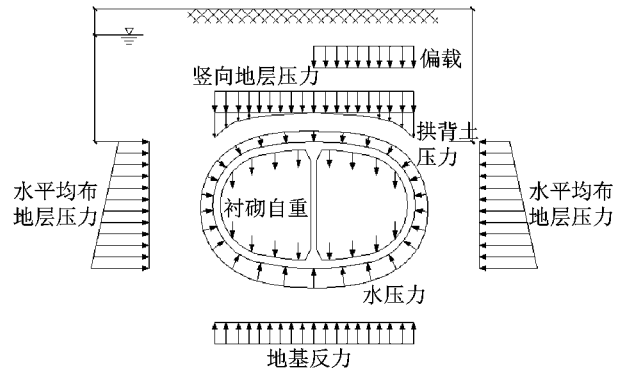 偏载
竖向地层压力
拱背土
压力
水平均布
地层压力
衬砌自重
水平均布
地层压力
水压力
地基反力